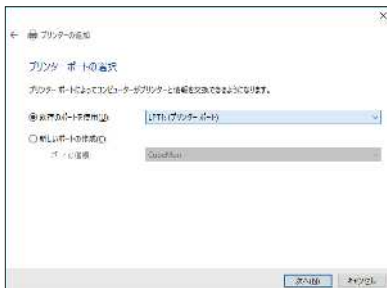 プリンターの追加
プリンター ポートの選択
プリンター ポートによってコンピューターがプリンターと情報を交換できるようになります。
既存のポートを使用(U): LPT1: (プリンター ポート)
新しいポートの作成(C):
ポートの種類
次へ(N) キャンセル